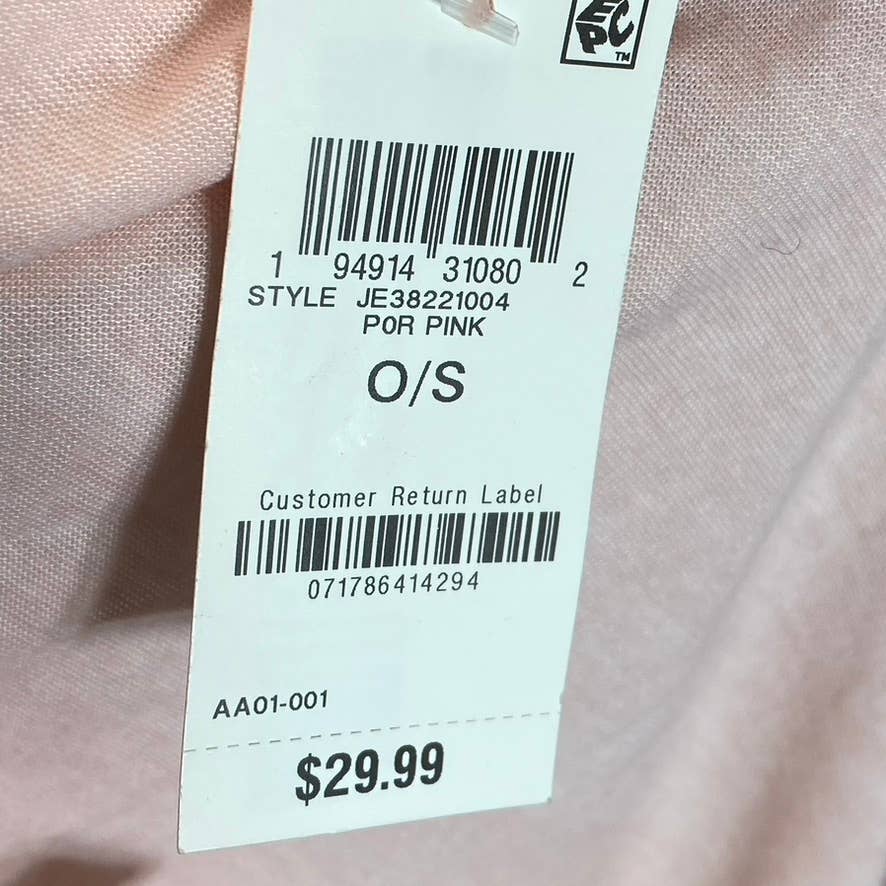 EPC
TM
1 94914 31080 2
STYLE JE38221004
P0R PINK
O/S
Customer Return Label
071786414294
AA01-001
$29.99